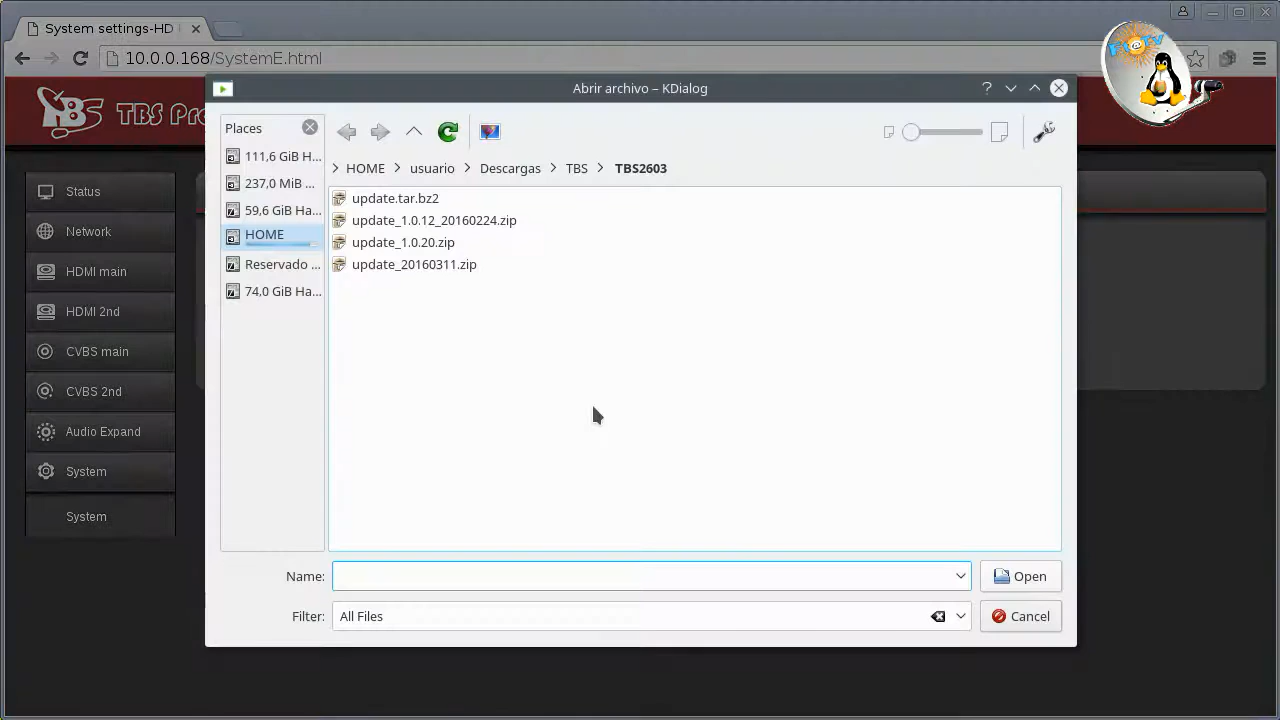 System settings-HD
10.0.0.168/SystemE.html
TBS Pro
Abrir archivo – KDialog
Places
111,6 GiB H...
237,0 MiB ...
59,6 GiB Ha...
HOME
Reservado ...
74,0 GiB Ha...
HOME > usuario > Descargas > TBS > TBS2603
update.tar.bz2
update_1.0.12_20160224.zip
update_1.0.20.zip
update_20160311.zip
Name:
Open
Filter:
All Files
Cancel
Status
Network
HDMI main
HDMI 2nd
CVBS main
CVBS 2nd
Audio Expand
System
System